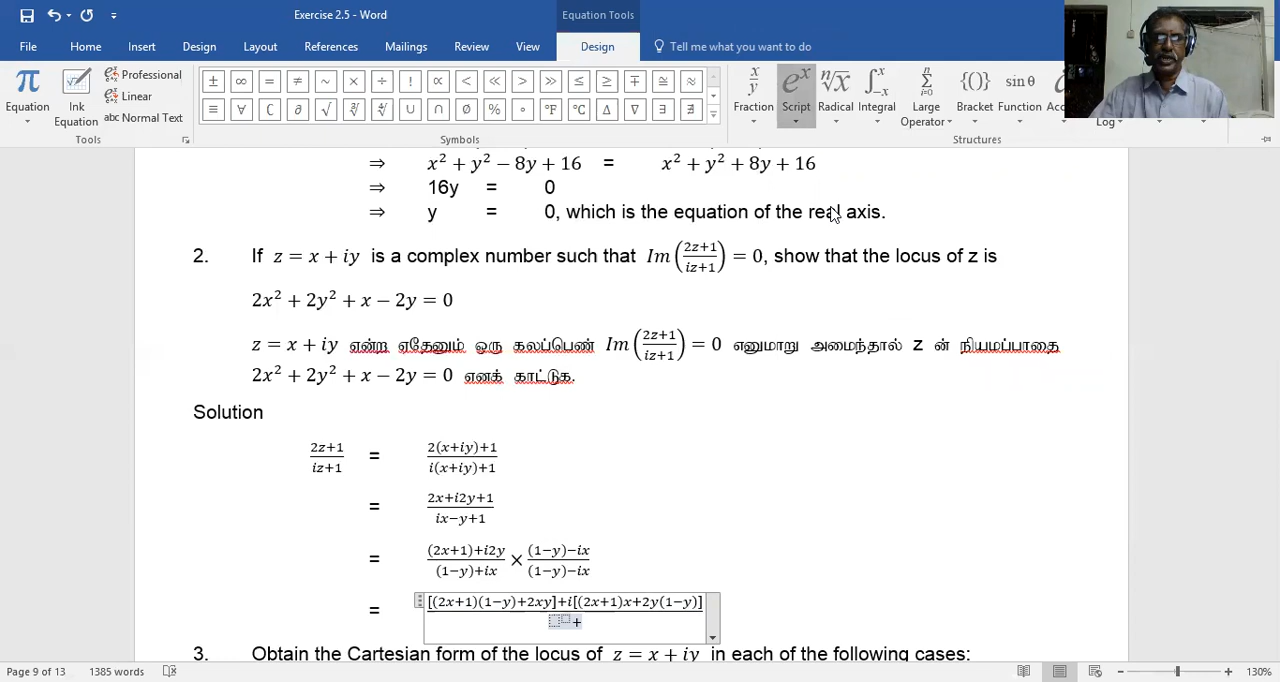 Exercise 2.5 - Word
Equation Tools
File Home Insert Design Layout References Mailings Review View Design Tell me what you want to do
Equation
Ink Equation
Professional
Linear
abc Normal Text
± ∞ = ≠ ~ × ÷ ! ∝ < ≪ > ≫ ≤ ≥ ∓ ≅ ≈
≡ ∀ ∁ ∂ √ ∛ ∜ ∪ ∩ ∅ % ° °F °C ∆ ∇ ∃ ∄
Fraction Script Radical Integral Large Operator Bracket Function Log
Tools Symbols Structures
⇒ x² + y² − 8y + 16 = x² + y² + 8y + 16
⇒ 16y = 0
⇒ y = 0, which is the equation of the real axis.
2. If z = x + iy is a complex number such that Im((2z+1)/(iz+1)) = 0, show that the locus of z is
2x² + 2y² + x − 2y = 0
z = x + iy என்ற ஏதேனும் ஒரு கலப்பெண் Im((2z+1)/(iz+1)) = 0 எனுமாறு அமைந்தால் z ன் நியமப்பாதை
2x² + 2y² + x − 2y = 0 எனக் காட்டுக.
Solution
(2z+1)/(iz+1) = (2(x+iy)+1)/(i(x+iy)+1)
= (2x+i2y+1)/(ix−y+1)
= ((2x+1)+i2y)/((1−y)+ix) × ((1−y)−ix)/((1−y)−ix)
= [(2x+1)(1−y)+2xy]+i[(2x+1)x+2y(1−y)]
+
3. Obtain the Cartesian form of the locus of z = x + iy in each of the following cases:
Page 9 of 13 1385 words 130%